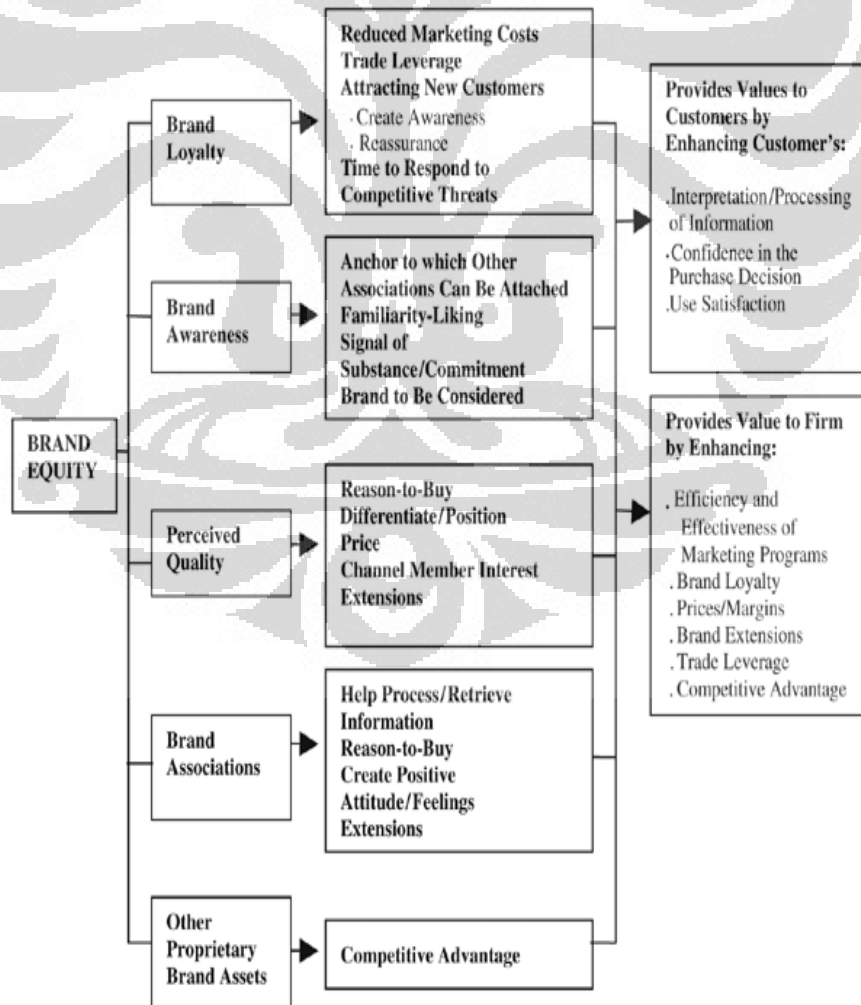 BRAND
EQUITY
Brand
Loyalty
Reduced Marketing Costs
Trade Leverage
Attracting New Customers
. Create Awareness
. Reassurance
Time to Respond to
Competitive Threats
Brand
Awareness
Anchor to which Other
Associations Can Be Attached
Familiarity-Liking
Signal of
Substance/Commitment
Brand to Be Considered
Perceived
Quality
Reason-to-Buy
Differentiate/Position
Price
Channel Member Interest
Extensions
Brand
Associations
Help Process/Retrieve
Information
Reason-to-Buy
Create Positive
Attitude/Feelings
Extensions
Other
Proprietary
Brand Assets
Competitive Advantage
Provides Values to
Customers by
Enhancing Customer's:
.Interpretation/Processing
of Information
.Confidence in the
Purchase Decision
.Use Satisfaction
Provides Value to Firm
by Enhancing:
. Efficiency and
Effectiveness of
Marketing Programs
. Brand Loyalty
. Prices/Margins
. Brand Extensions
. Trade Leverage
. Competitive Advantage